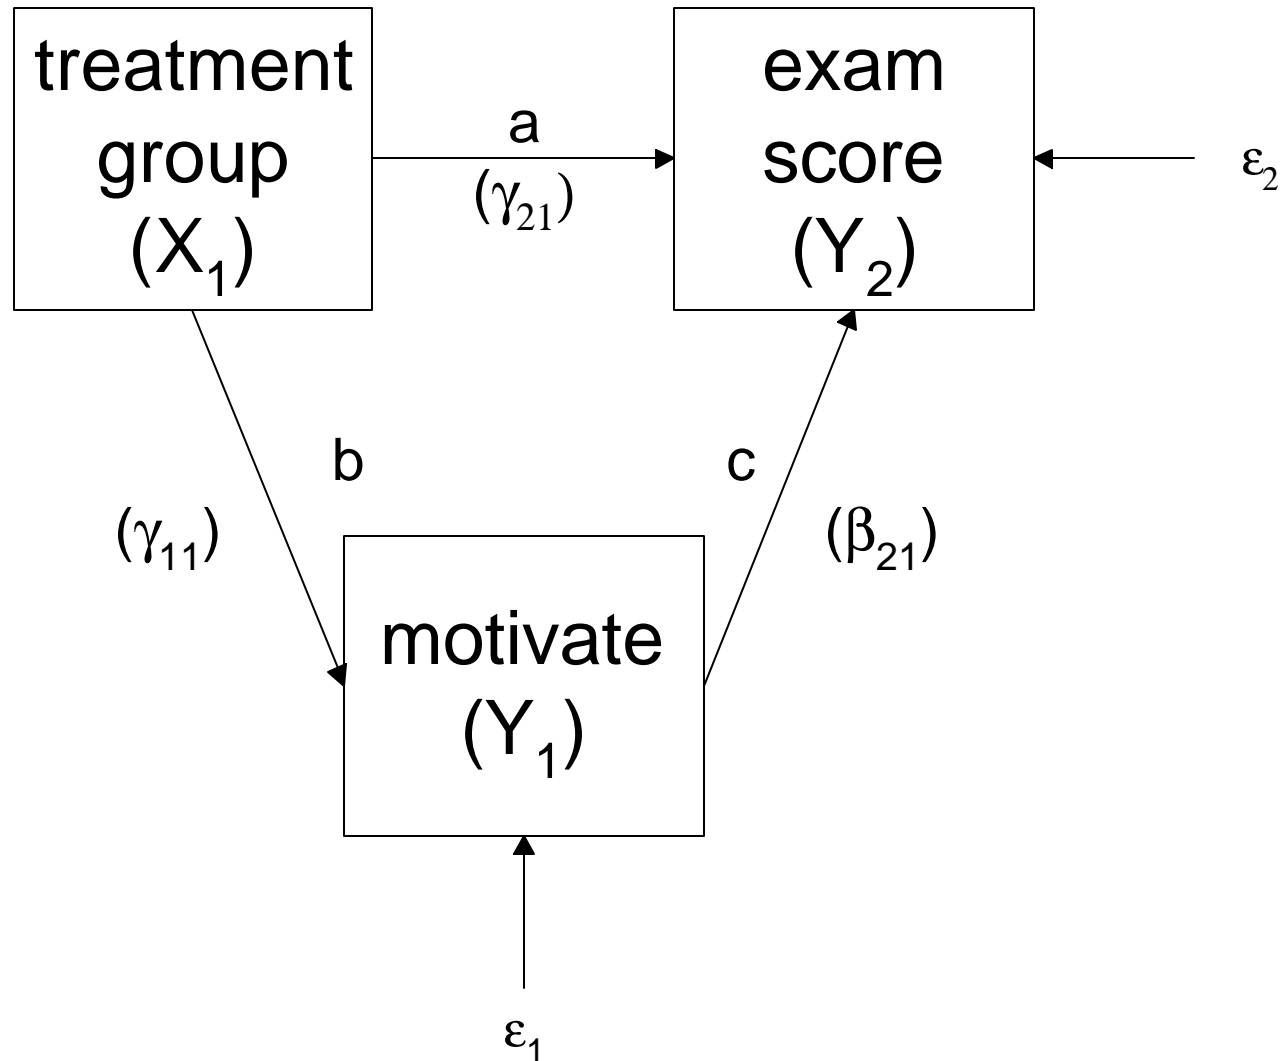 treatment
group
(X₁)
a
(γ₂₁)
exam
score
(Y₂)
ε₂
b
(γ₁₁)
c
(β₂₁)
motivate
(Y₁)
ε₁